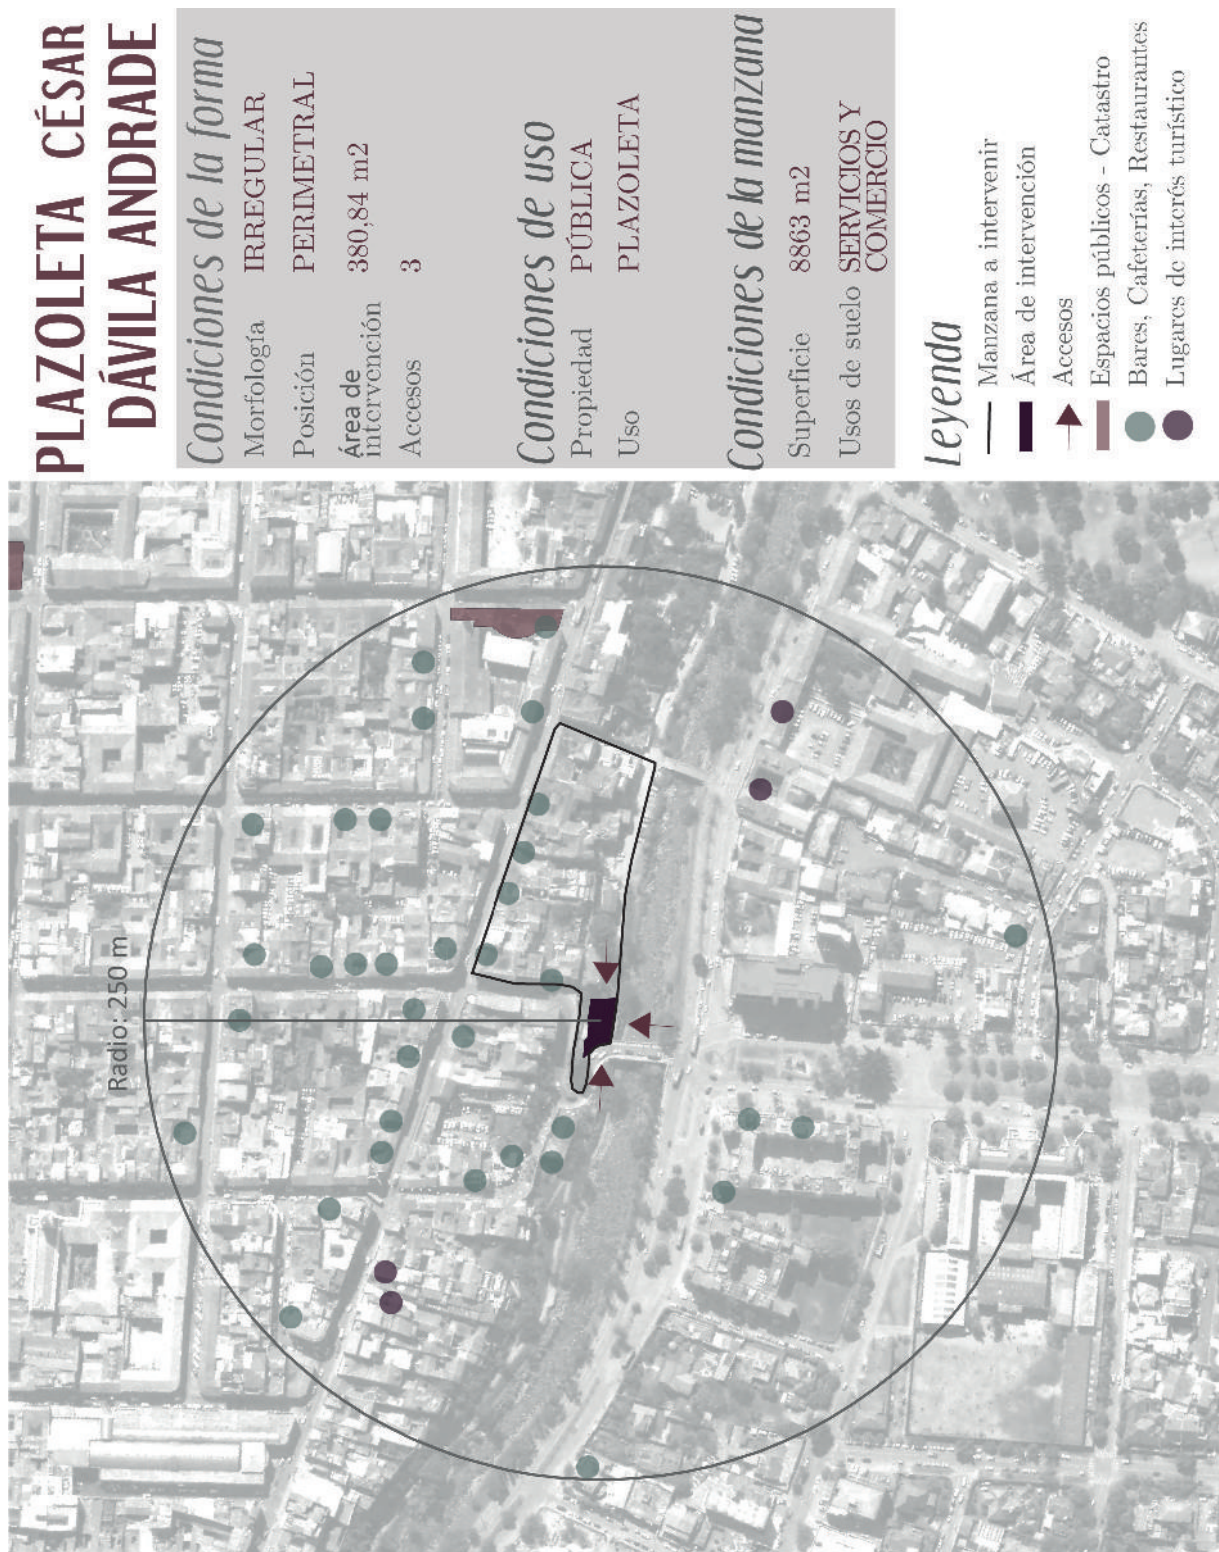 PLAZOLETA CÉSAR
DÁVILA ANDRADE
Condiciones de la forma
Morfología IRREGULAR
Posición PERIMETRAL
Área de
intervención 380,84 m2
Accesos 3
Condiciones de uso
Propiedad PÚBLICA
Uso PLAZOLETA
Condiciones de la manzana
Superficie 8863 m2
Usos de suelo SERVICIOS Y
COMERCIO
Leyenda
Manzana a intervenir
Área de intervención
Accesos
Espacios públicos - Catastro
Bares, Cafeterías, Restaurantes
Lugares de interés turístico
Radio: 250 m